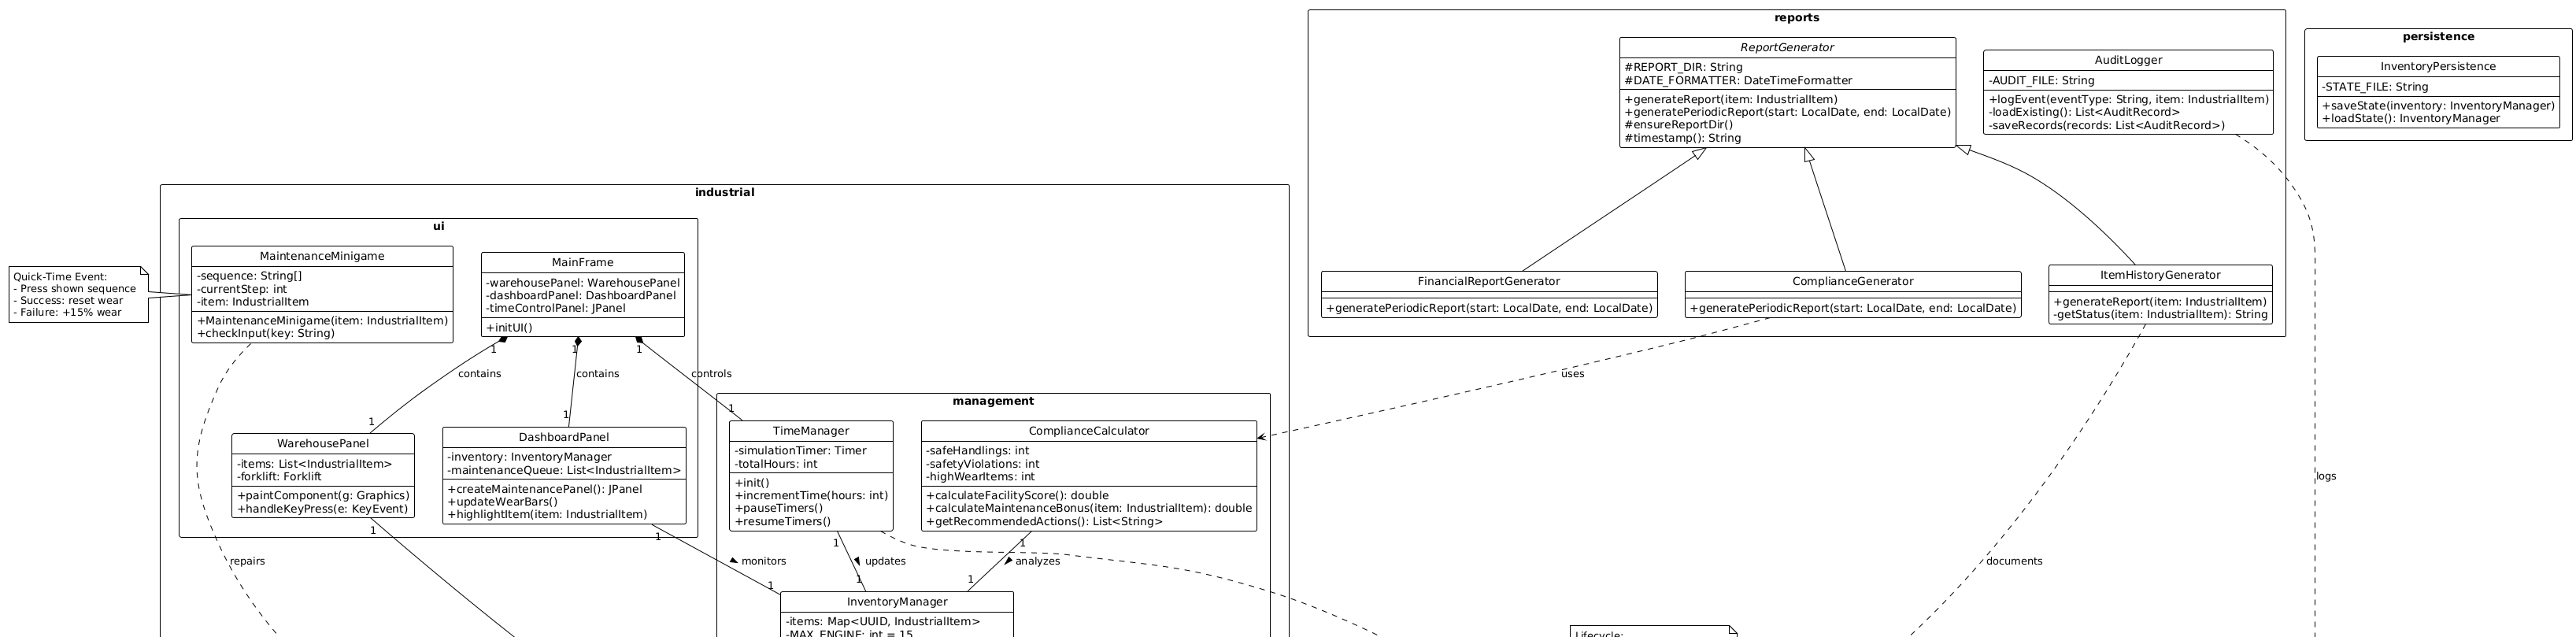 reports
ReportGenerator
#REPORT_DIR: String
#DATE_FORMATTER: DateTimeFormatter
+generateReport(item: IndustrialItem)
+generatePeriodicReport(start: LocalDate, end: LocalDate)
#ensureReportDir()
#timestamp(): String
AuditLogger
-AUDIT_FILE: String
+logEvent(eventType: String, item: IndustrialItem)
-loadExisting(): List<AuditRecord>
-saveRecords(records: List<AuditRecord>)
persistence
InventoryPersistence
-STATE_FILE: String
+saveState(inventory: InventoryManager)
+loadState(): InventoryManager
FinancialReportGenerator
+generatePeriodicReport(start: LocalDate, end: LocalDate)
ComplianceGenerator
+generatePeriodicReport(start: LocalDate, end: LocalDate)
ItemHistoryGenerator
+generateReport(item: IndustrialItem)
-getStatus(item: IndustrialItem): String
industrial
ui
Quick-Time Event:
- Press shown sequence
- Success: reset wear
- Failure: +15% wear
MaintenanceMinigame
-sequence: String[]
-currentStep: int
-item: IndustrialItem
+MaintenanceMinigame(item: IndustrialItem)
+checkInput(key: String)
MainFrame
-warehousePanel: WarehousePanel
-dashboardPanel: DashboardPanel
-timeControlPanel: JPanel
+initUI()
1
1
1
contains
contains
controls
uses
1
1
1
WarehousePanel
-items: List<IndustrialItem>
-forklift: Forklift
+paintComponent(g: Graphics)
+handleKeyPress(e: KeyEvent)
DashboardPanel
-inventory: InventoryManager
-maintenanceQueue: List<IndustrialItem>
+createMaintenancePanel(): JPanel
+updateWearBars()
+highlightItem(item: IndustrialItem)
management
TimeManager
-simulationTimer: Timer
-totalHours: int
+init()
+incrementTime(hours: int)
+pauseTimers()
+resumeTimers()
ComplianceCalculator
-safeHandlings: int
-safetyViolations: int
-highWearItems: int
+calculateFacilityScore(): double
+calculateMaintenanceBonus(item: IndustrialItem): double
+getRecommendedActions(): List<String>
logs
1
1
1
1
repairs
monitors
updates
analyzes
documents
1
1
1
InventoryManager
-items: Map<UUID, IndustrialItem>
-MAX_ENGINE: int = 15
Lifecycle: